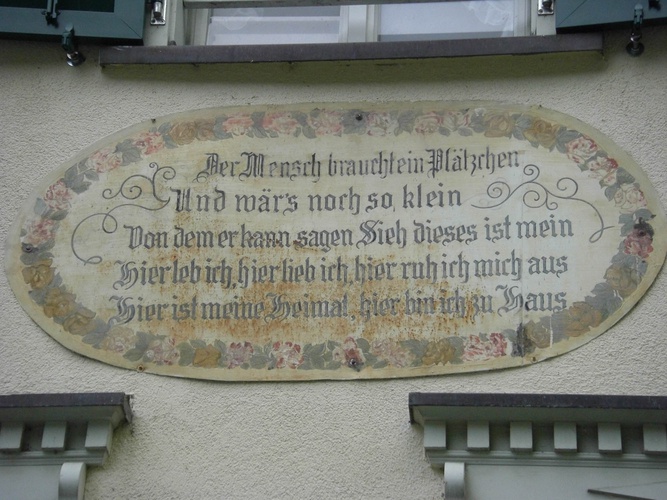 Der Mensch braucht ein Plätzchen
Und wär's noch so klein
Von dem er kann sagen Sieh dieses ist mein
Hier leb ich, hier lieb ich, hier ruh ich mich aus
Hier ist meine Heimat, hier bin ich zu Haus